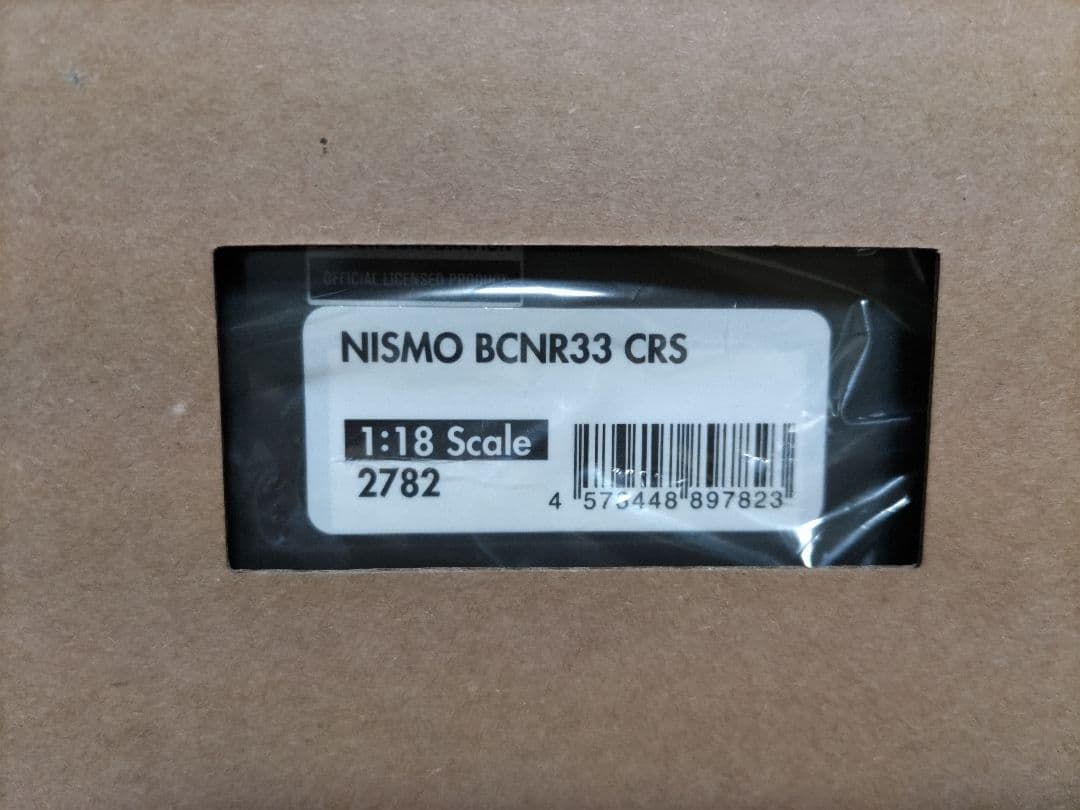 OFFICIAL LICENSED PRODUCT
NISMO BCNR33 CRS
1:18 Scale
2782
4 573448 897823